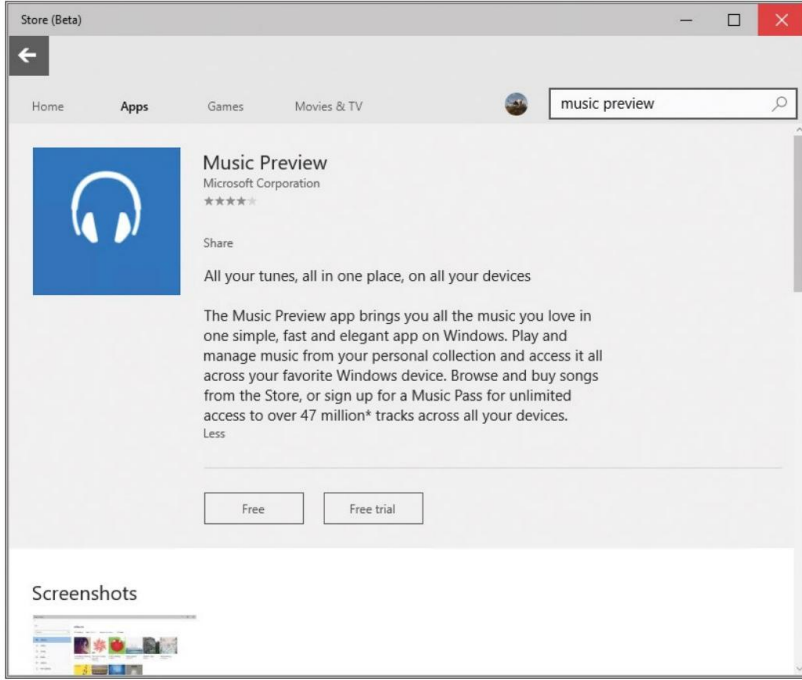 Store (Beta)
Home Apps Games Movies & TV music preview
Music Preview
Microsoft Corporation
Share
All your tunes, all in one place, on all your devices
The Music Preview app brings you all the music you love in
one simple, fast and elegant app on Windows. Play and
manage music from your personal collection and access it all
across your favorite Windows device. Browse and buy songs
from the Store, or sign up for a Music Pass for unlimited
access to over 47 million* tracks across all your devices.
Less
Free Free trial
Screenshots